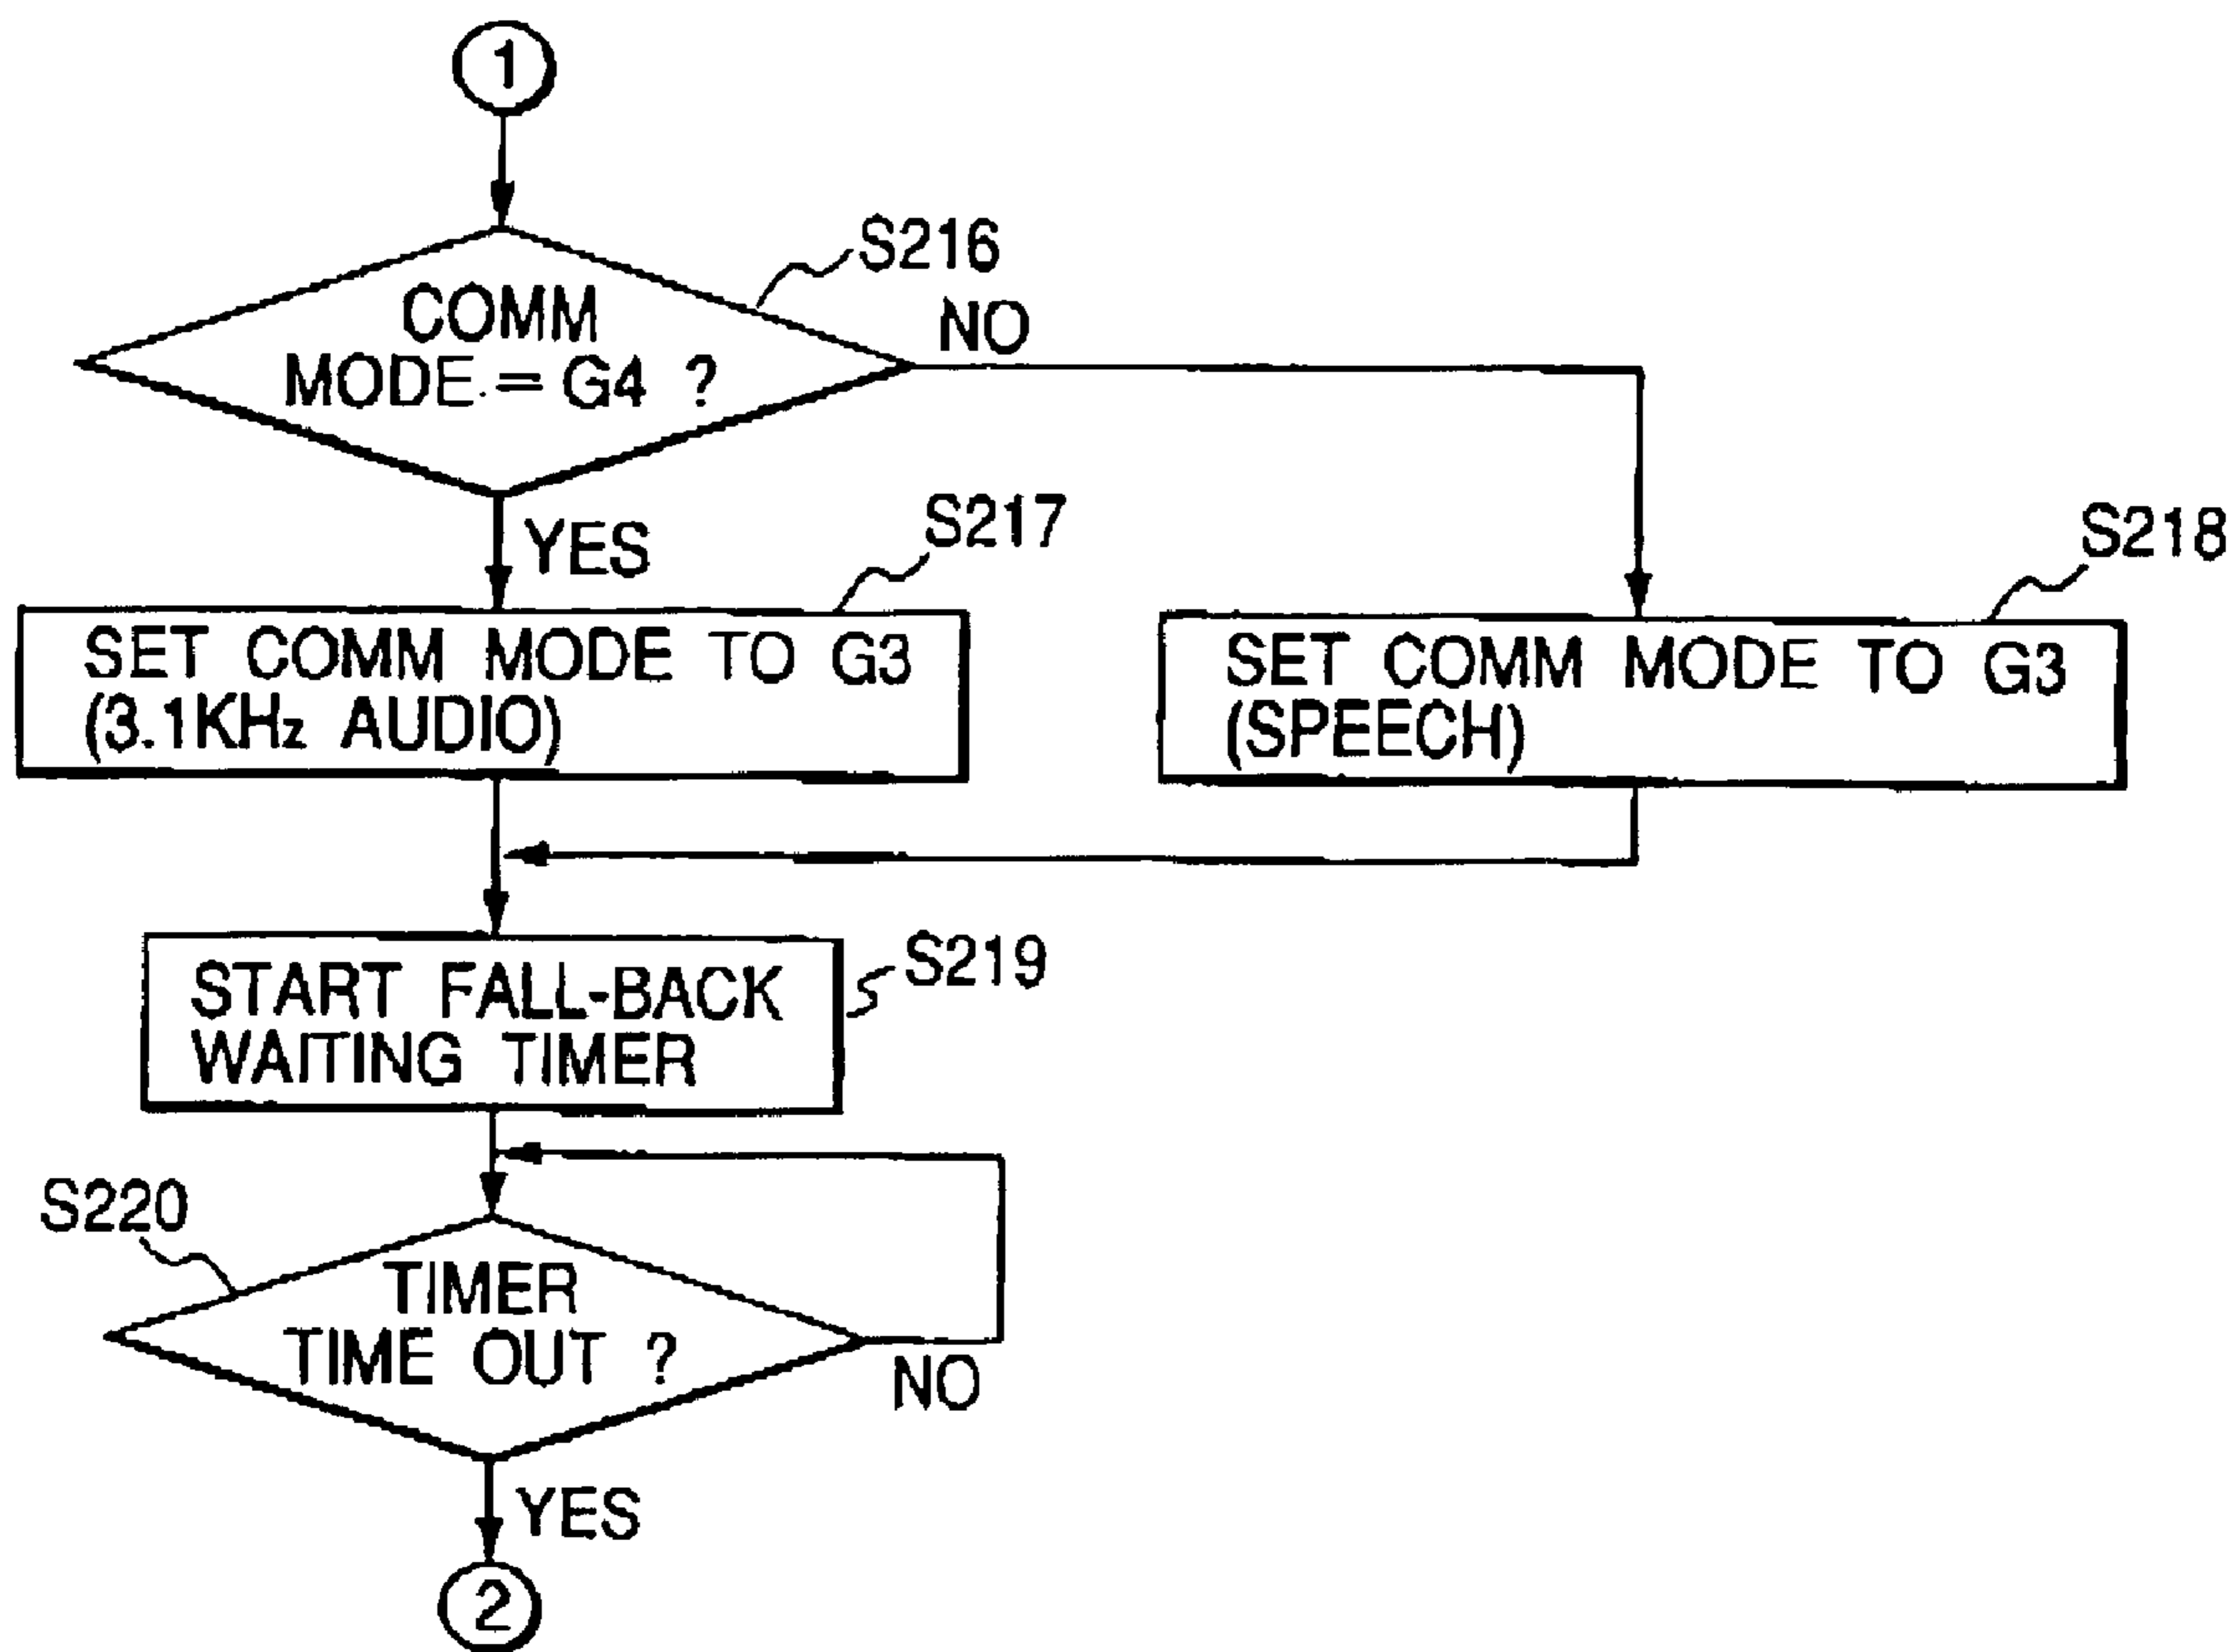 1
S216
COMM
MODE = G4 ?
NO
YES
S217
S218
SET COMM MODE TO G3
(3.1KHz AUDIO)
SET COMM MODE TO G3
(SPEECH)
S219
START FALL-BACK
WAITING TIMER
S220
TIMER
TIME OUT ?
NO
YES
2